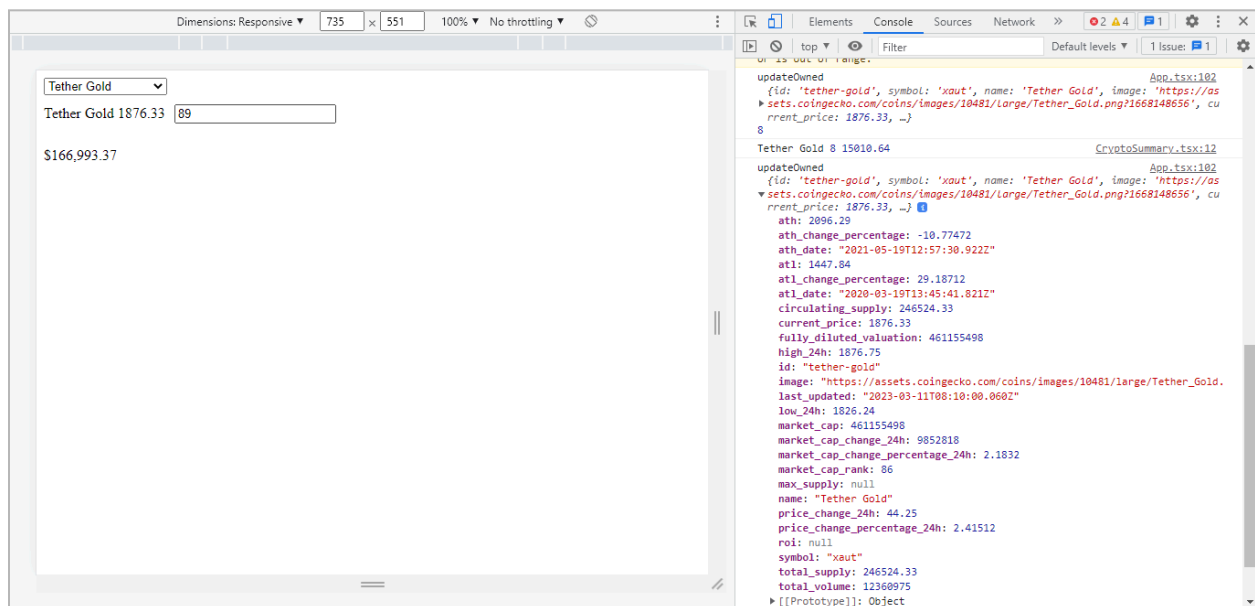 Dimensions: Responsive ▼ 735 × 551 100% ▼ No throttling ▼
Tether Gold
Tether Gold 1876.33 89
$166,993.37
Elements Console Sources Network » 2 4 1
top ▼ Filter Default levels ▼ 1 Issue: 1
or is out of range.
updateOwned App.tsx:102
{id: 'tether-gold', symbol: 'xaut', name: 'Tether Gold', image: 'https://as
sets.coingecko.com/coins/images/10481/large/Tether_Gold.png?1668148656', cu
rrent_price: 1876.33, …}
8
Tether Gold 8 15010.64 CryptoSummary.tsx:12
updateOwned App.tsx:102
{id: 'tether-gold', symbol: 'xaut', name: 'Tether Gold', image: 'https://as
sets.coingecko.com/coins/images/10481/large/Tether_Gold.png?1668148656', cu
rrent_price: 1876.33, …} i
ath: 2096.29
ath_change_percentage: -10.77472
ath_date: "2021-05-19T12:57:30.922Z"
atl: 1447.84
atl_change_percentage: 29.18712
atl_date: "2020-03-19T13:45:41.821Z"
circulating_supply: 246524.33
current_price: 1876.33
fully_diluted_valuation: 461155498
high_24h: 1876.75
id: "tether-gold"
image: "https://assets.coingecko.com/coins/images/10481/large/Tether_Gold.
last_updated: "2023-03-11T08:10:00.060Z"
low_24h: 1826.24
market_cap: 461155498
market_cap_change_24h: 9852818
market_cap_change_percentage_24h: 2.1832
market_cap_rank: 86
max_supply: null
name: "Tether Gold"
price_change_24h: 44.25
price_change_percentage_24h: 2.41512
roi: null
symbol: "xaut"
total_supply: 246524.33
total_volume: 12360975
[[Prototype]]: Object